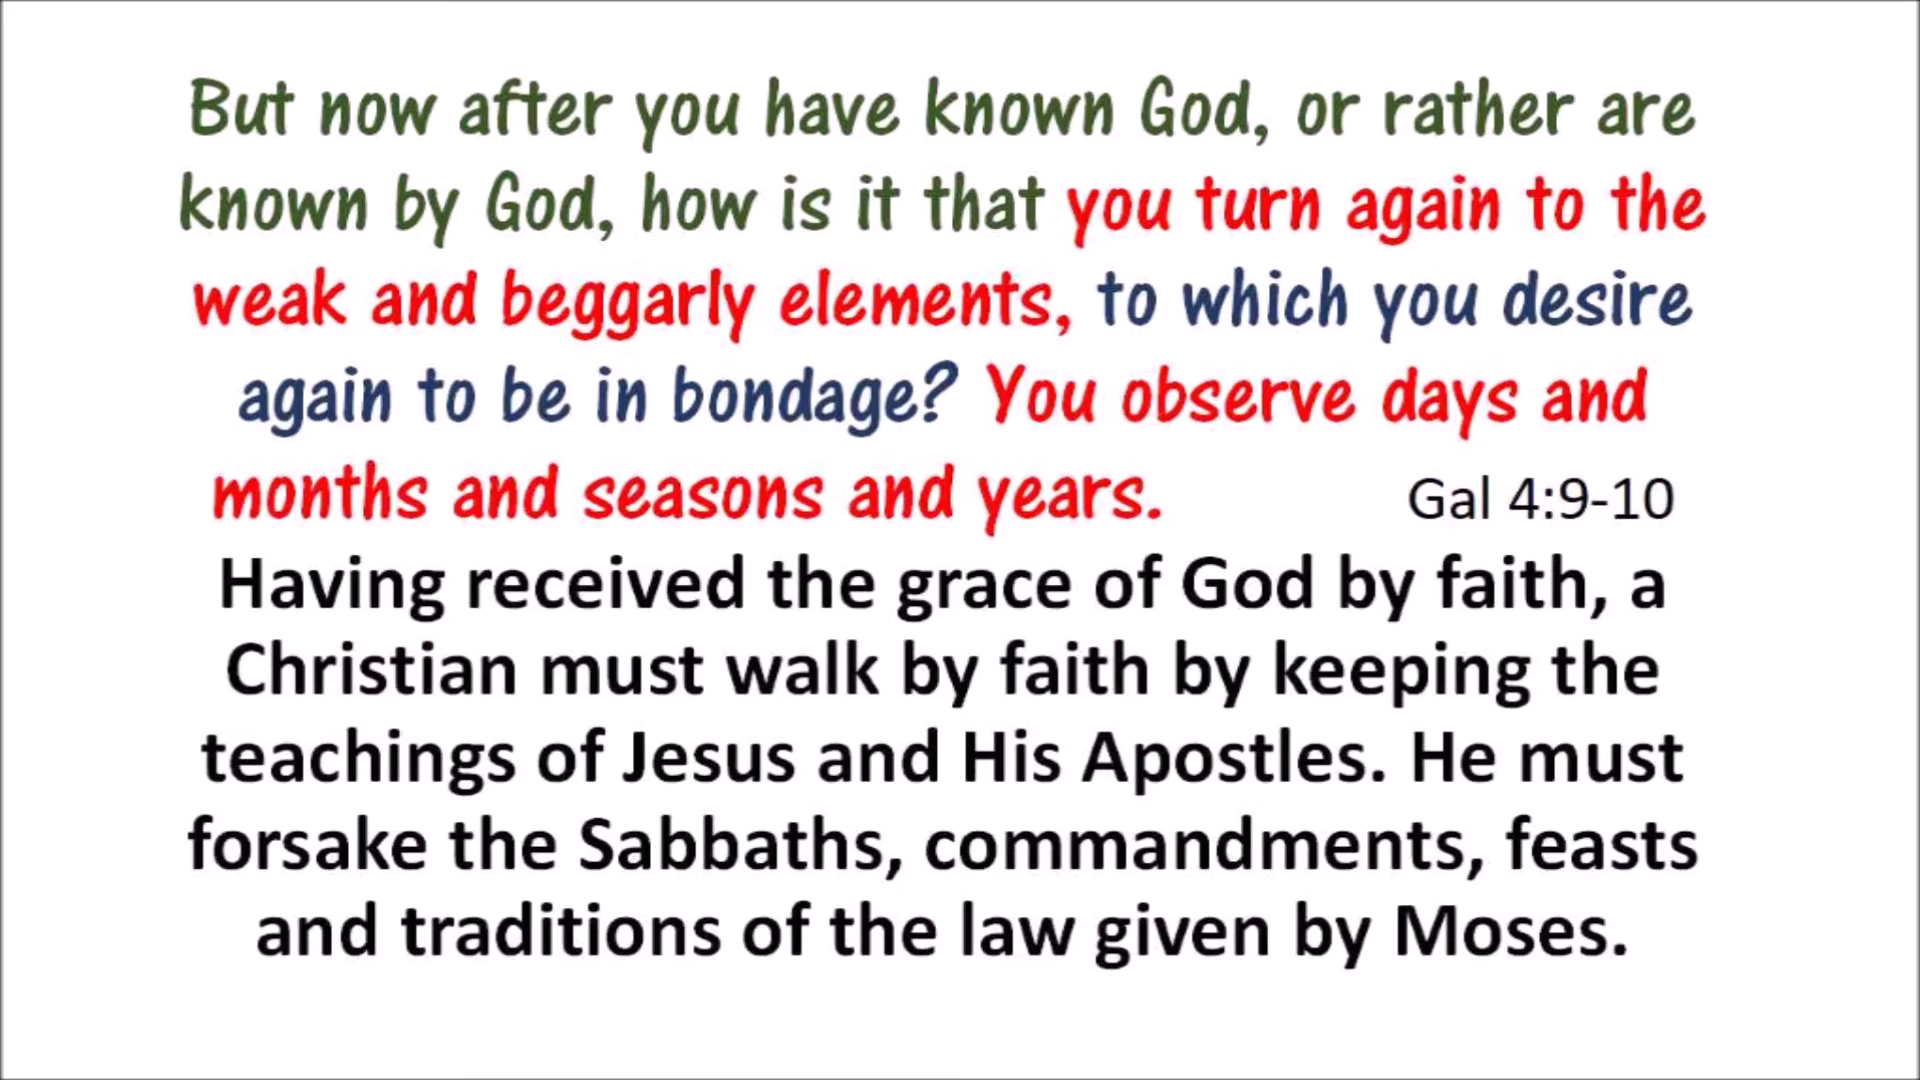 But now after you have known God, or rather are
known by God, how is it that you turn again to the
weak and beggarly elements, to which you desire
again to be in bondage? You observe days and
months and seasons and years. Gal 4:9-10
Having received the grace of God by faith, a
Christian must walk by faith by keeping the
teachings of Jesus and His Apostles. He must
forsake the Sabbaths, commandments, feasts
and traditions of the law given by Moses.